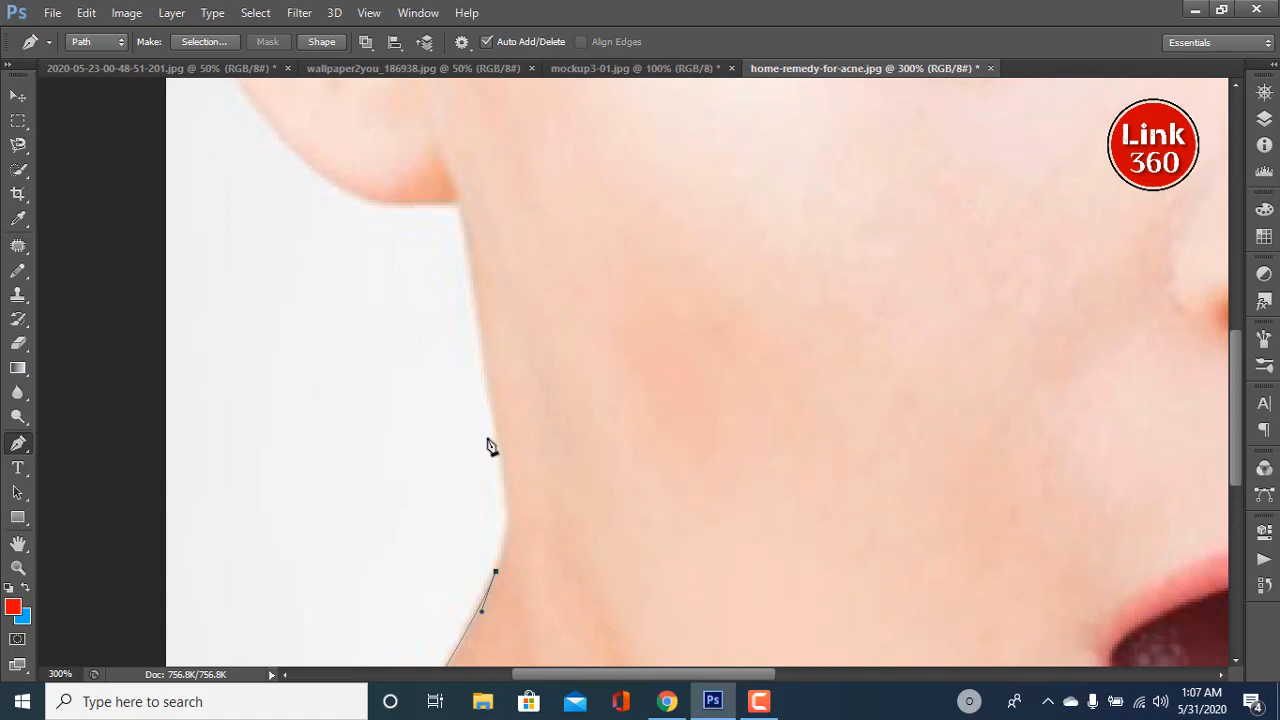 Ps File Edit Image Layer Type Select Filter 3D View Window Help
Path Make: Selection... Mask Shape Auto Add/Delete Align Edges Essentials
2020-05-23-00-48-51-201.jpg @ 50% (RGB/8#) * × wallpaper2you_186938.jpg @ 50% (RGB/8#) × mockup3-01.jpg @ 100% (RGB/8) * × home-remedy-for-acne.jpg @ 300% (RGB/8#) * ×
Link
360
300% Doc: 756.8K/756.8K
Type here to search
Ps
1:07 AM
5/31/2020
4